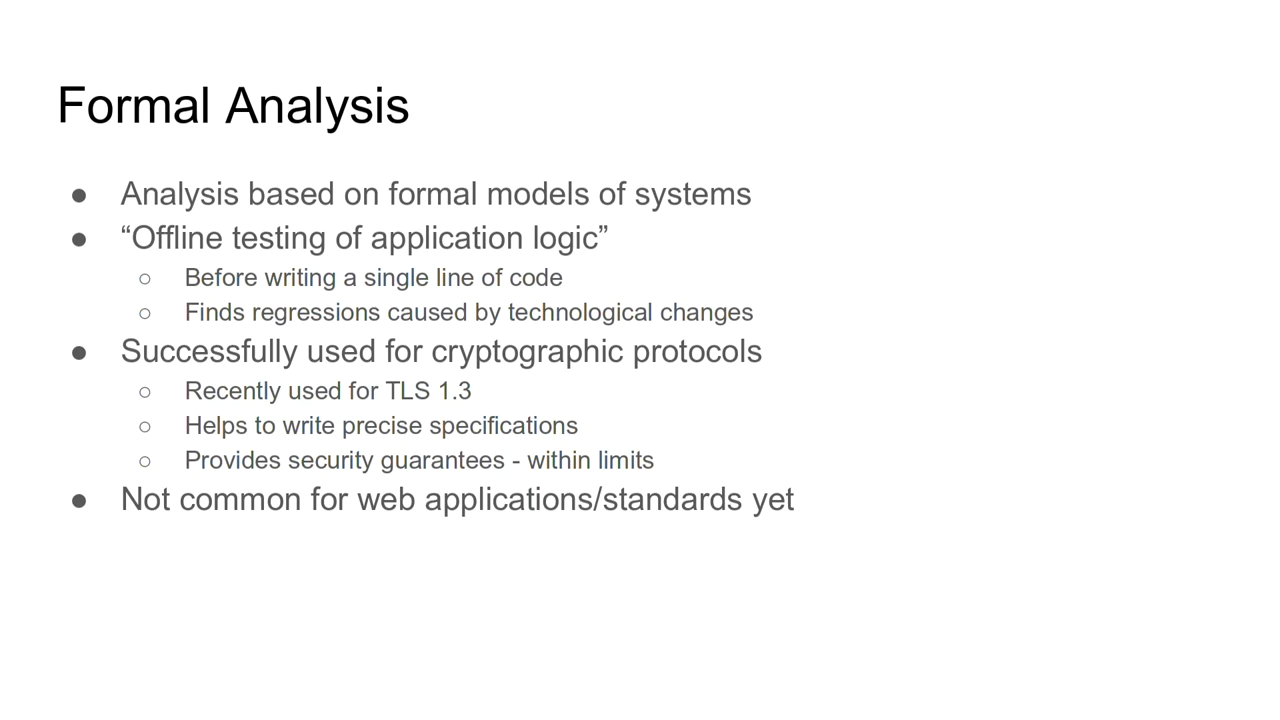 Formal Analysis
● Analysis based on formal models of systems
● “Offline testing of application logic”
○ Before writing a single line of code
○ Finds regressions caused by technological changes
● Successfully used for cryptographic protocols
○ Recently used for TLS 1.3
○ Helps to write precise specifications
○ Provides security guarantees - within limits
● Not common for web applications/standards yet